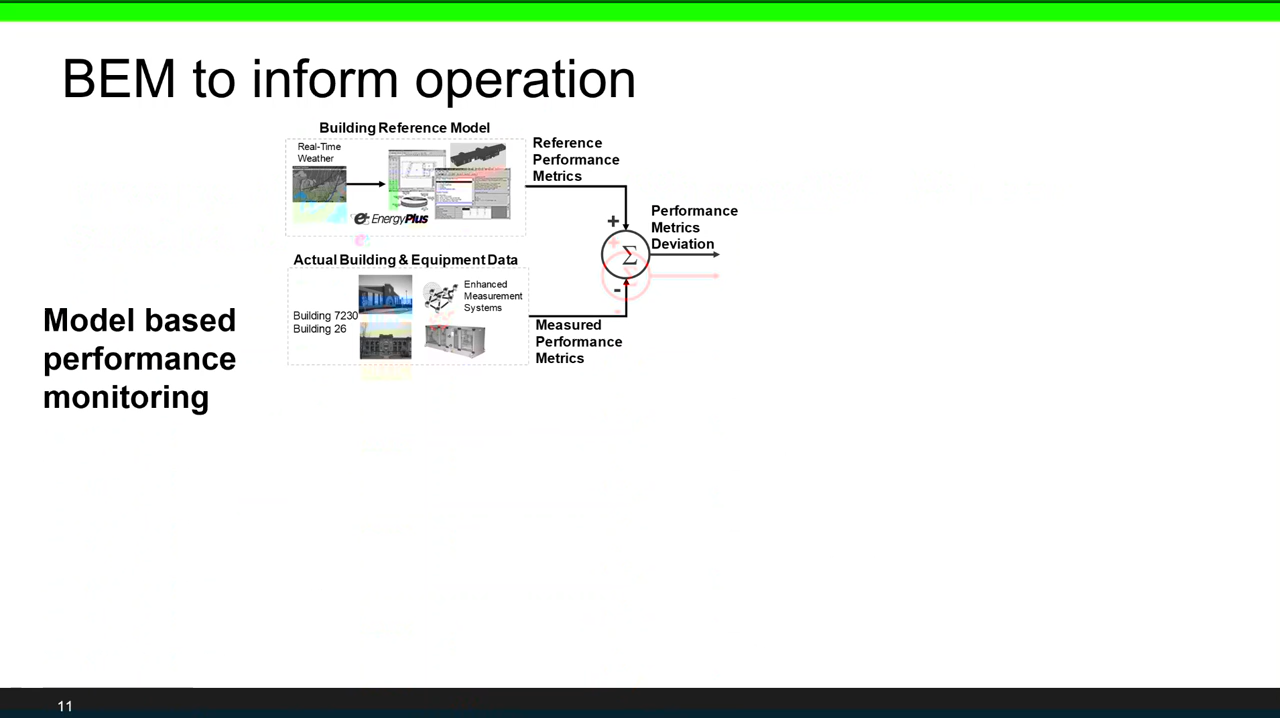 BEM to inform operation
Building Reference Model
Real-Time
Weather
EnergyPlus
Reference
Performance
Metrics
+
Σ
-
Performance
Metrics
Deviation
Actual Building & Equipment Data
Building 7230
Building 26
Enhanced
Measurement
Systems
Measured
Performance
Metrics
Model based
performance
monitoring
11